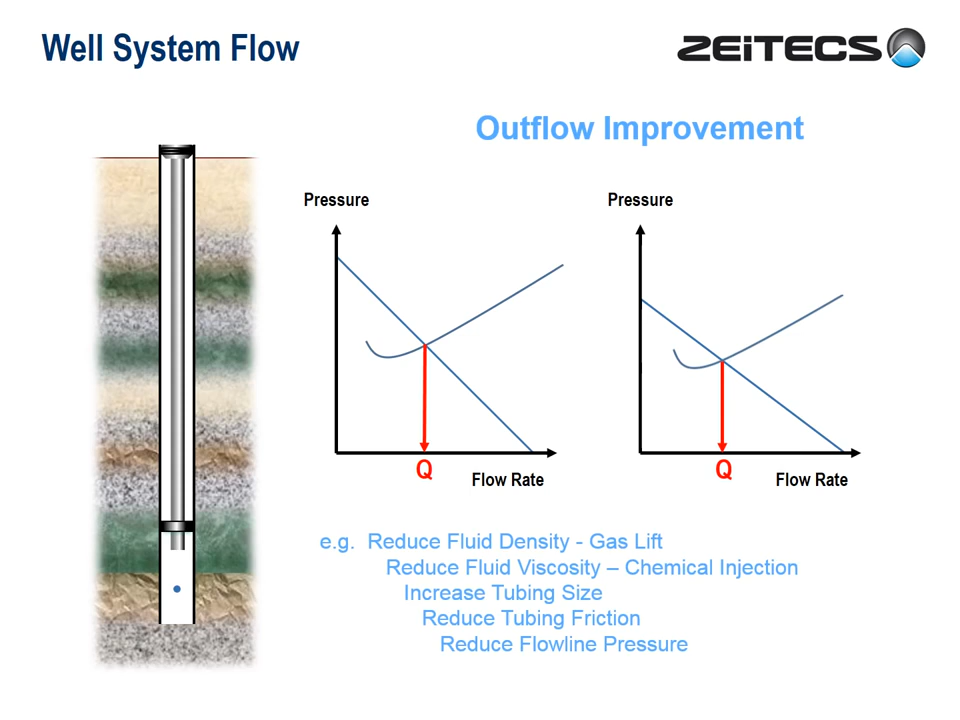 Well System Flow
ZEiTECS
Outflow Improvement
Pressure
Pressure
Q
Flow Rate
Q
Flow Rate
e.g. Reduce Fluid Density - Gas Lift
Reduce Fluid Viscosity – Chemical Injection
Increase Tubing Size
Reduce Tubing Friction
Reduce Flowline Pressure